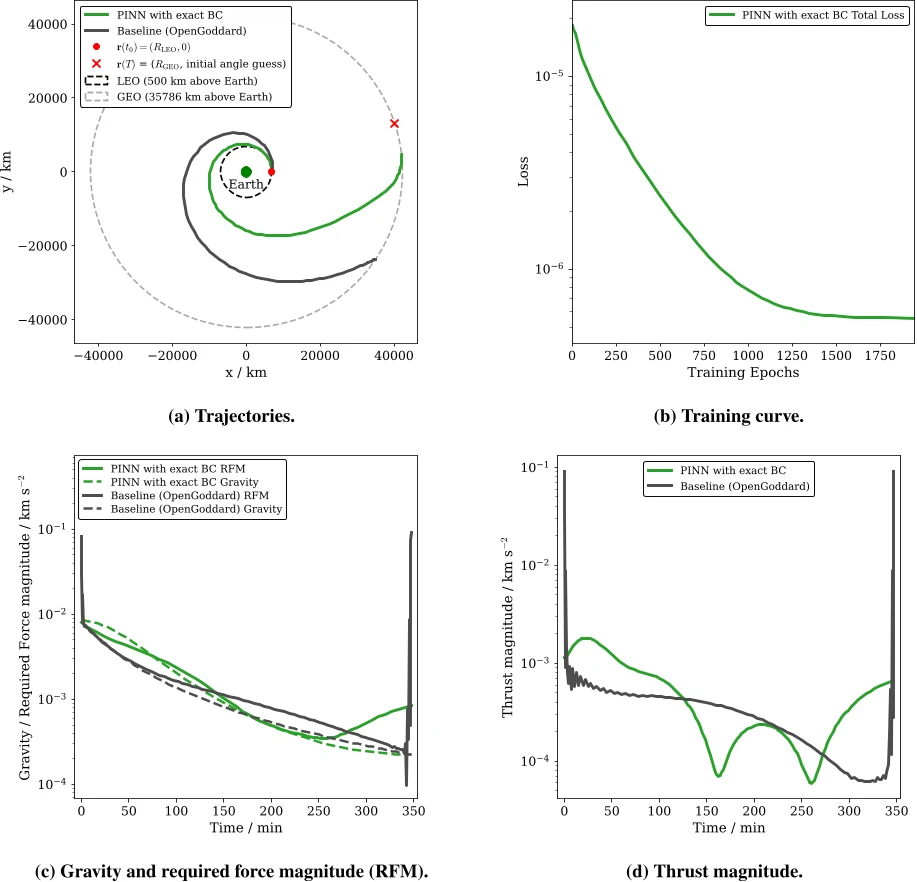 PINN with exact BC
Baseline (OpenGoddard)
r(t₀) = (R_LEO, 0)
r(T) = (R_GEO, initial angle guess)
LEO (500 km above Earth)
GEO (35786 km above Earth)
Earth
40000
20000
0
−20000
−40000
y / km
−40000 −20000 0 20000 40000
x / km
(a) Trajectories.
PINN with exact BC Total Loss
10⁻⁵
10⁻⁶
Loss
0 250 500 750 1000 1250 1500 1750
Training Epochs
(b) Training curve.
PINN with exact BC RFM
PINN with exact BC Gravity
Baseline (OpenGoddard) RFM
Baseline (OpenGoddard) Gravity
10⁻¹
10⁻²
10⁻³
10⁻⁴
Gravity / Required Force magnitude / km s⁻²
0 50 100 150 200 250 300 350
Time / min
(c) Gravity and required force magnitude (RFM).
PINN with exact BC
Baseline (OpenGoddard)
10⁻¹
10⁻²
10⁻³
10⁻⁴
Thrust magnitude / km s⁻²
0 50 100 150 200 250 300 350
Time / min
(d) Thrust magnitude.